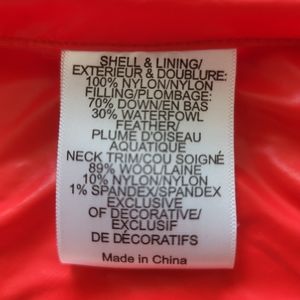 SHELL & LINING/
EXTERIEUR & DOUBLURE:
100% NYLON/NYLON
FILLING/PLOMBAGE:
70% DOWN/EN BAS
30% WATERFOWL
FEATHER/
PLUME D'OISEAU
AQUATIQUE
NECK TRIM/COU SOIGNÉ
89% WOOL/LAINE
10% NYLON/NYLON
1% SPANDEX/SPANDEX
EXCLUSIVE
OF DECORATIVE/
EXCLUSIF
DE DÉCORATIFS
Made in China